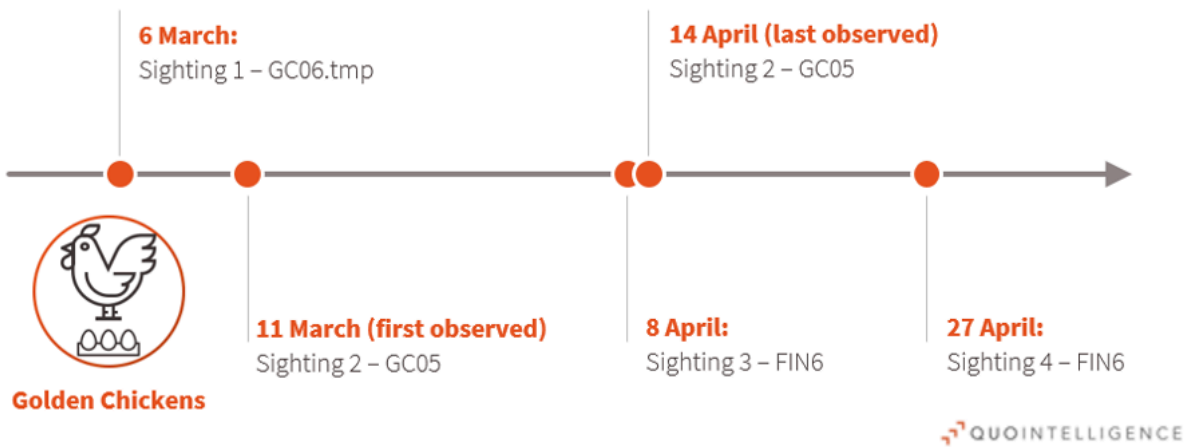 6 March:
Sighting 1 – GC06.tmp
14 April (last observed)
Sighting 2 – GC05
11 March (first observed)
Sighting 2 – GC05
8 April:
Sighting 3 – FIN6
27 April:
Sighting 4 – FIN6
Golden Chickens
QUOINTELLIGENCE